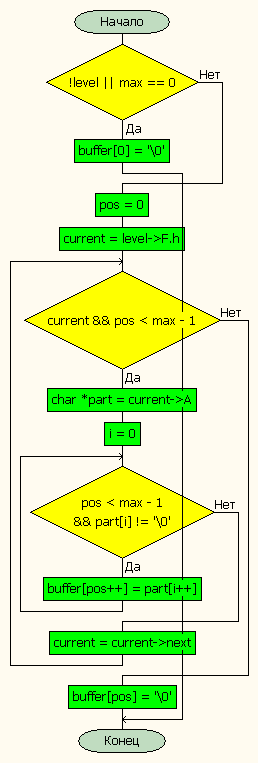 Начало
!level || max == 0
Нет
Да
buffer[0] = '\0'
pos = 0
current = level->F.h
current && pos < max - 1
Нет
Да
char *part = current->A
i = 0
pos < max - 1
&& part[i] != '\0'
Нет
Да
buffer[pos++] = part[i++]
current = current->next
buffer[pos] = '\0'
Конец